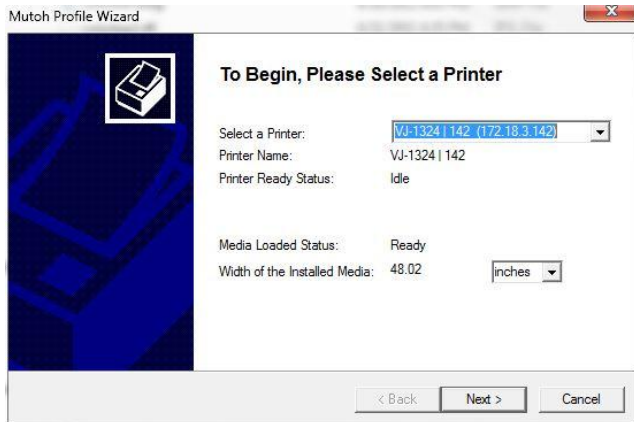 Mutoh Profile Wizard
To Begin, Please Select a Printer
Select a Printer: VJ-1324 | 142 (172.18.3.142)
Printer Name: VJ-1324 | 142
Printer Ready Status: Idle
Media Loaded Status: Ready
Width of the Installed Media: 48.02 inches
< Back Next > Cancel